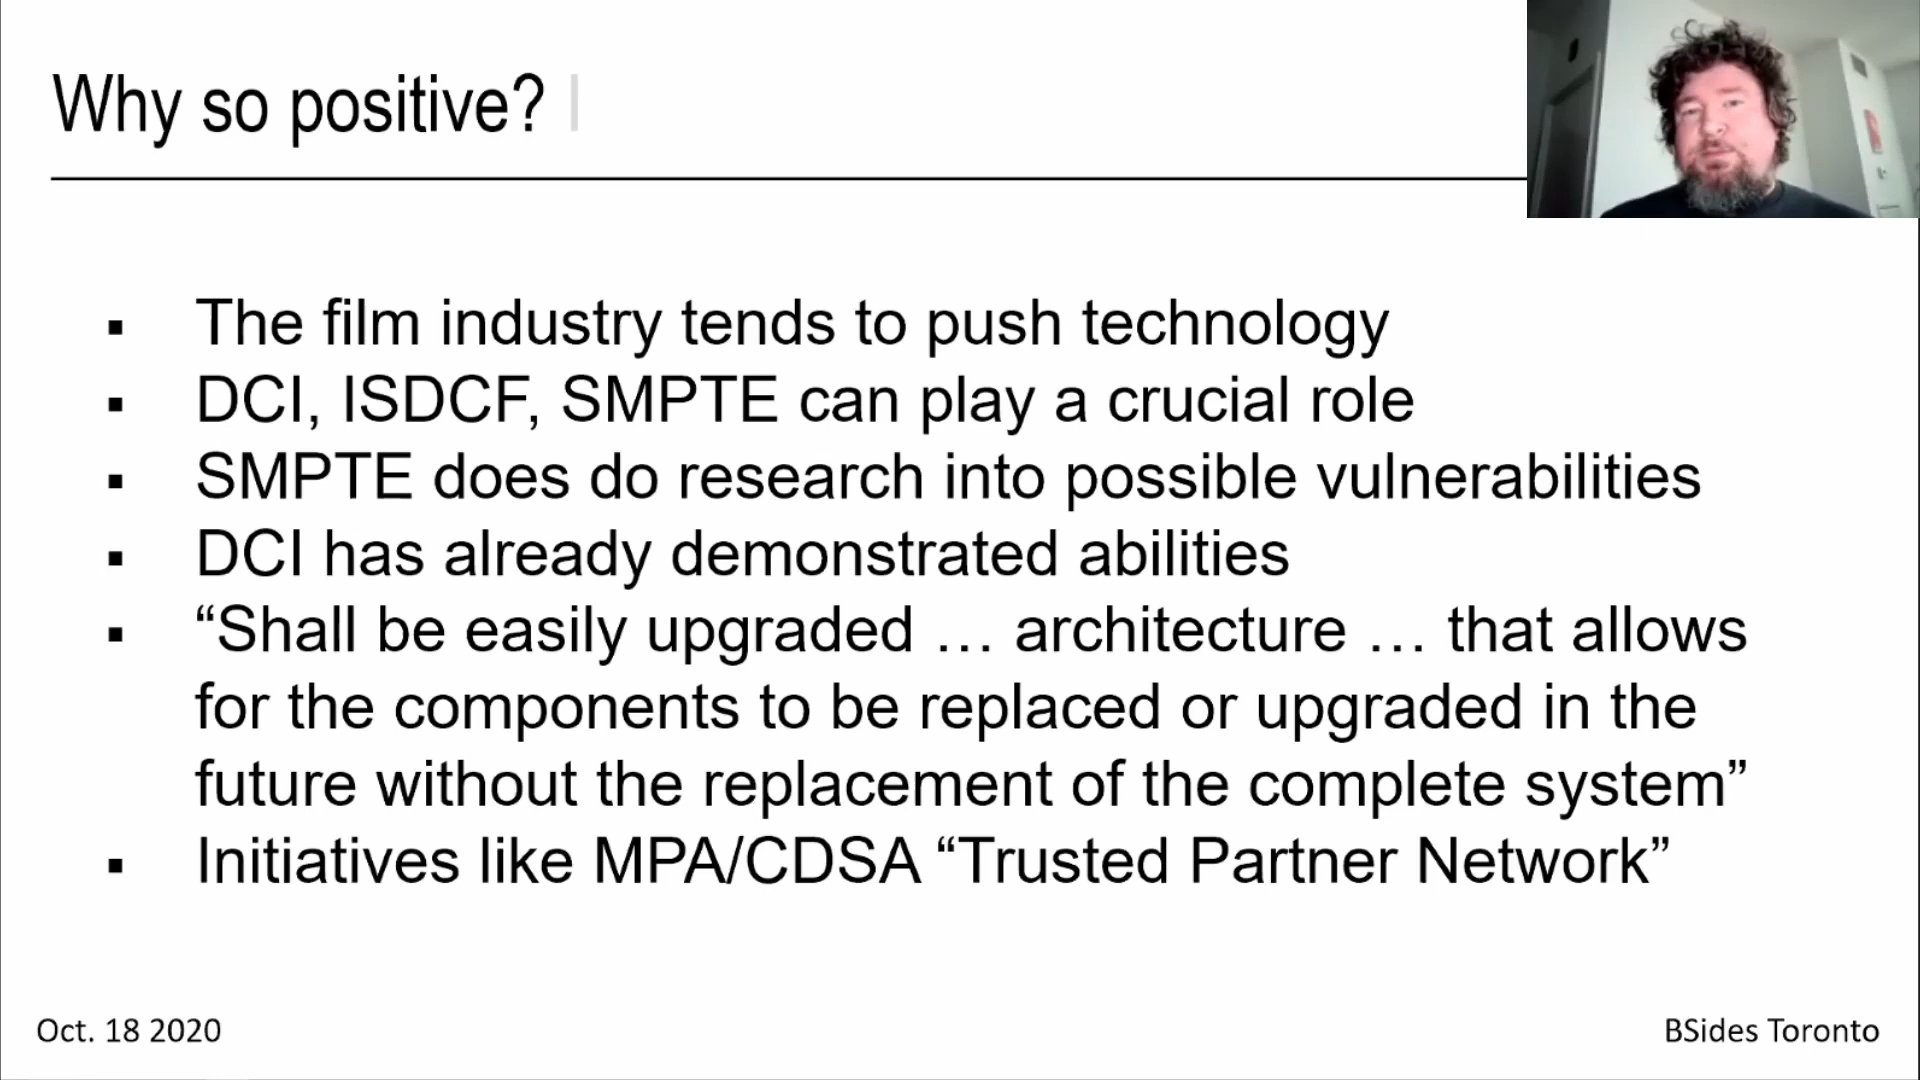 Why so positive? |
▪ The film industry tends to push technology
▪ DCI, ISDCF, SMPTE can play a crucial role
▪ SMPTE does do research into possible vulnerabilities
▪ DCI has already demonstrated abilities
▪ “Shall be easily upgraded … architecture … that allows
for the components to be replaced or upgraded in the
future without the replacement of the complete system”
▪ Initiatives like MPA/CDSA “Trusted Partner Network”
Oct. 18 2020
BSides Toronto